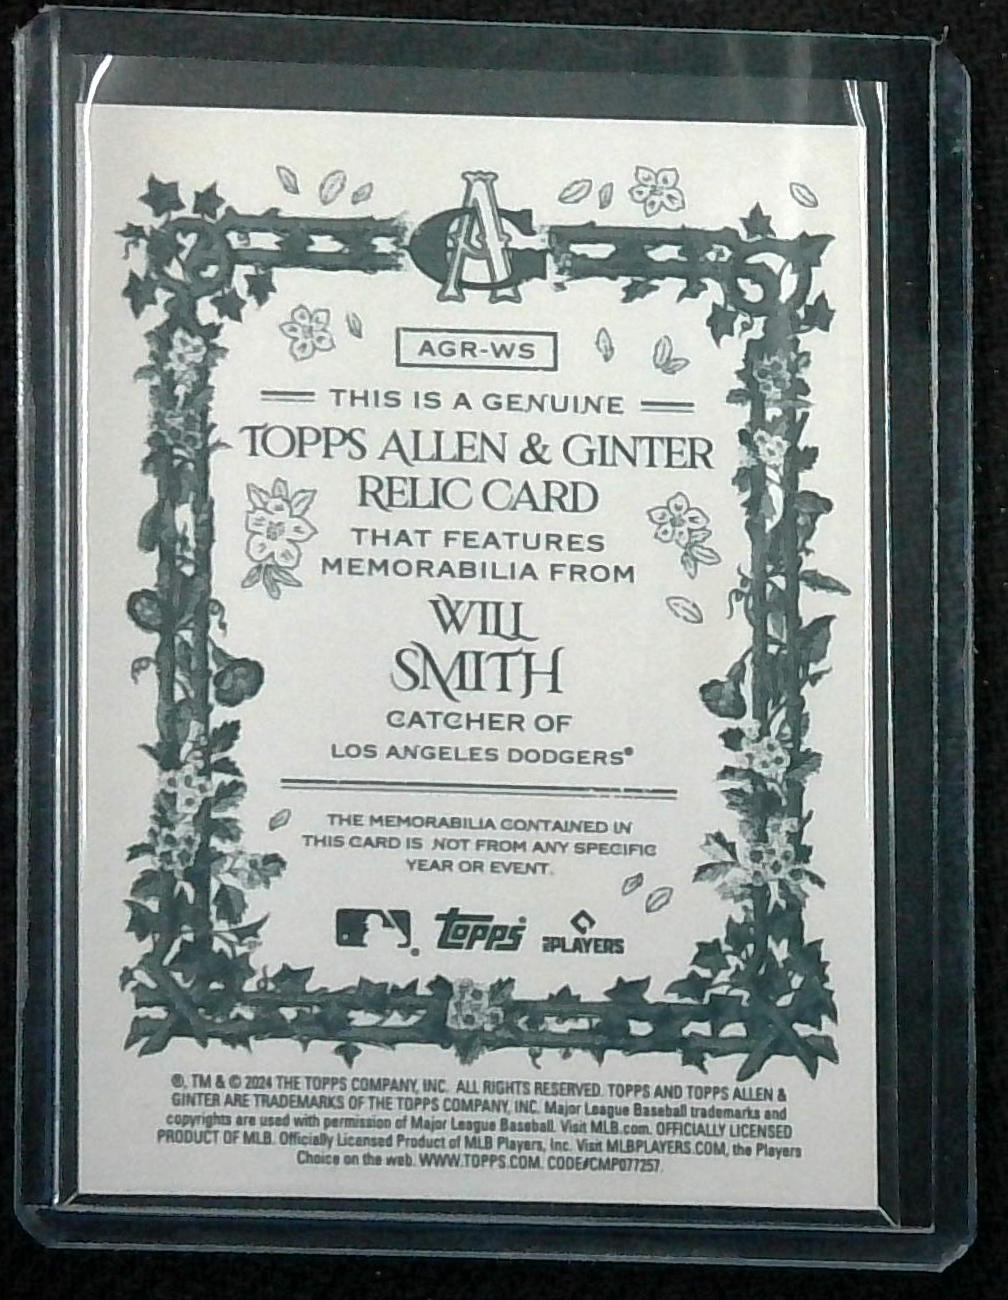 AGR-WS
THIS IS A GENUINE
TOPPS ALLEN & GINTER
RELIC CARD
THAT FEATURES
MEMORABILIA FROM
WILL
SMITH
CATCHER OF
LOS ANGELES DODGERS®
THE MEMORABILIA CONTAINED IN
THIS CARD IS NOT FROM ANY SPECIFIC
YEAR OR EVENT.
topps PLAYERS
®, TM & © 2024 THE TOPPS COMPANY, INC. ALL RIGHTS RESERVED. TOPPS AND TOPPS ALLEN &
GINTER ARE TRADEMARKS OF THE TOPPS COMPANY, INC. Major League Baseball trademarks and
copyrights are used with permission of Major League Baseball. Visit MLB.com. OFFICIALLY LICENSED
PRODUCT OF MLB. Officially Licensed Product of MLB Players, Inc. Visit MLBPLAYERS.COM, the Players
Choice on the web. WWW.TOPPS.COM. CODE#CMP077257